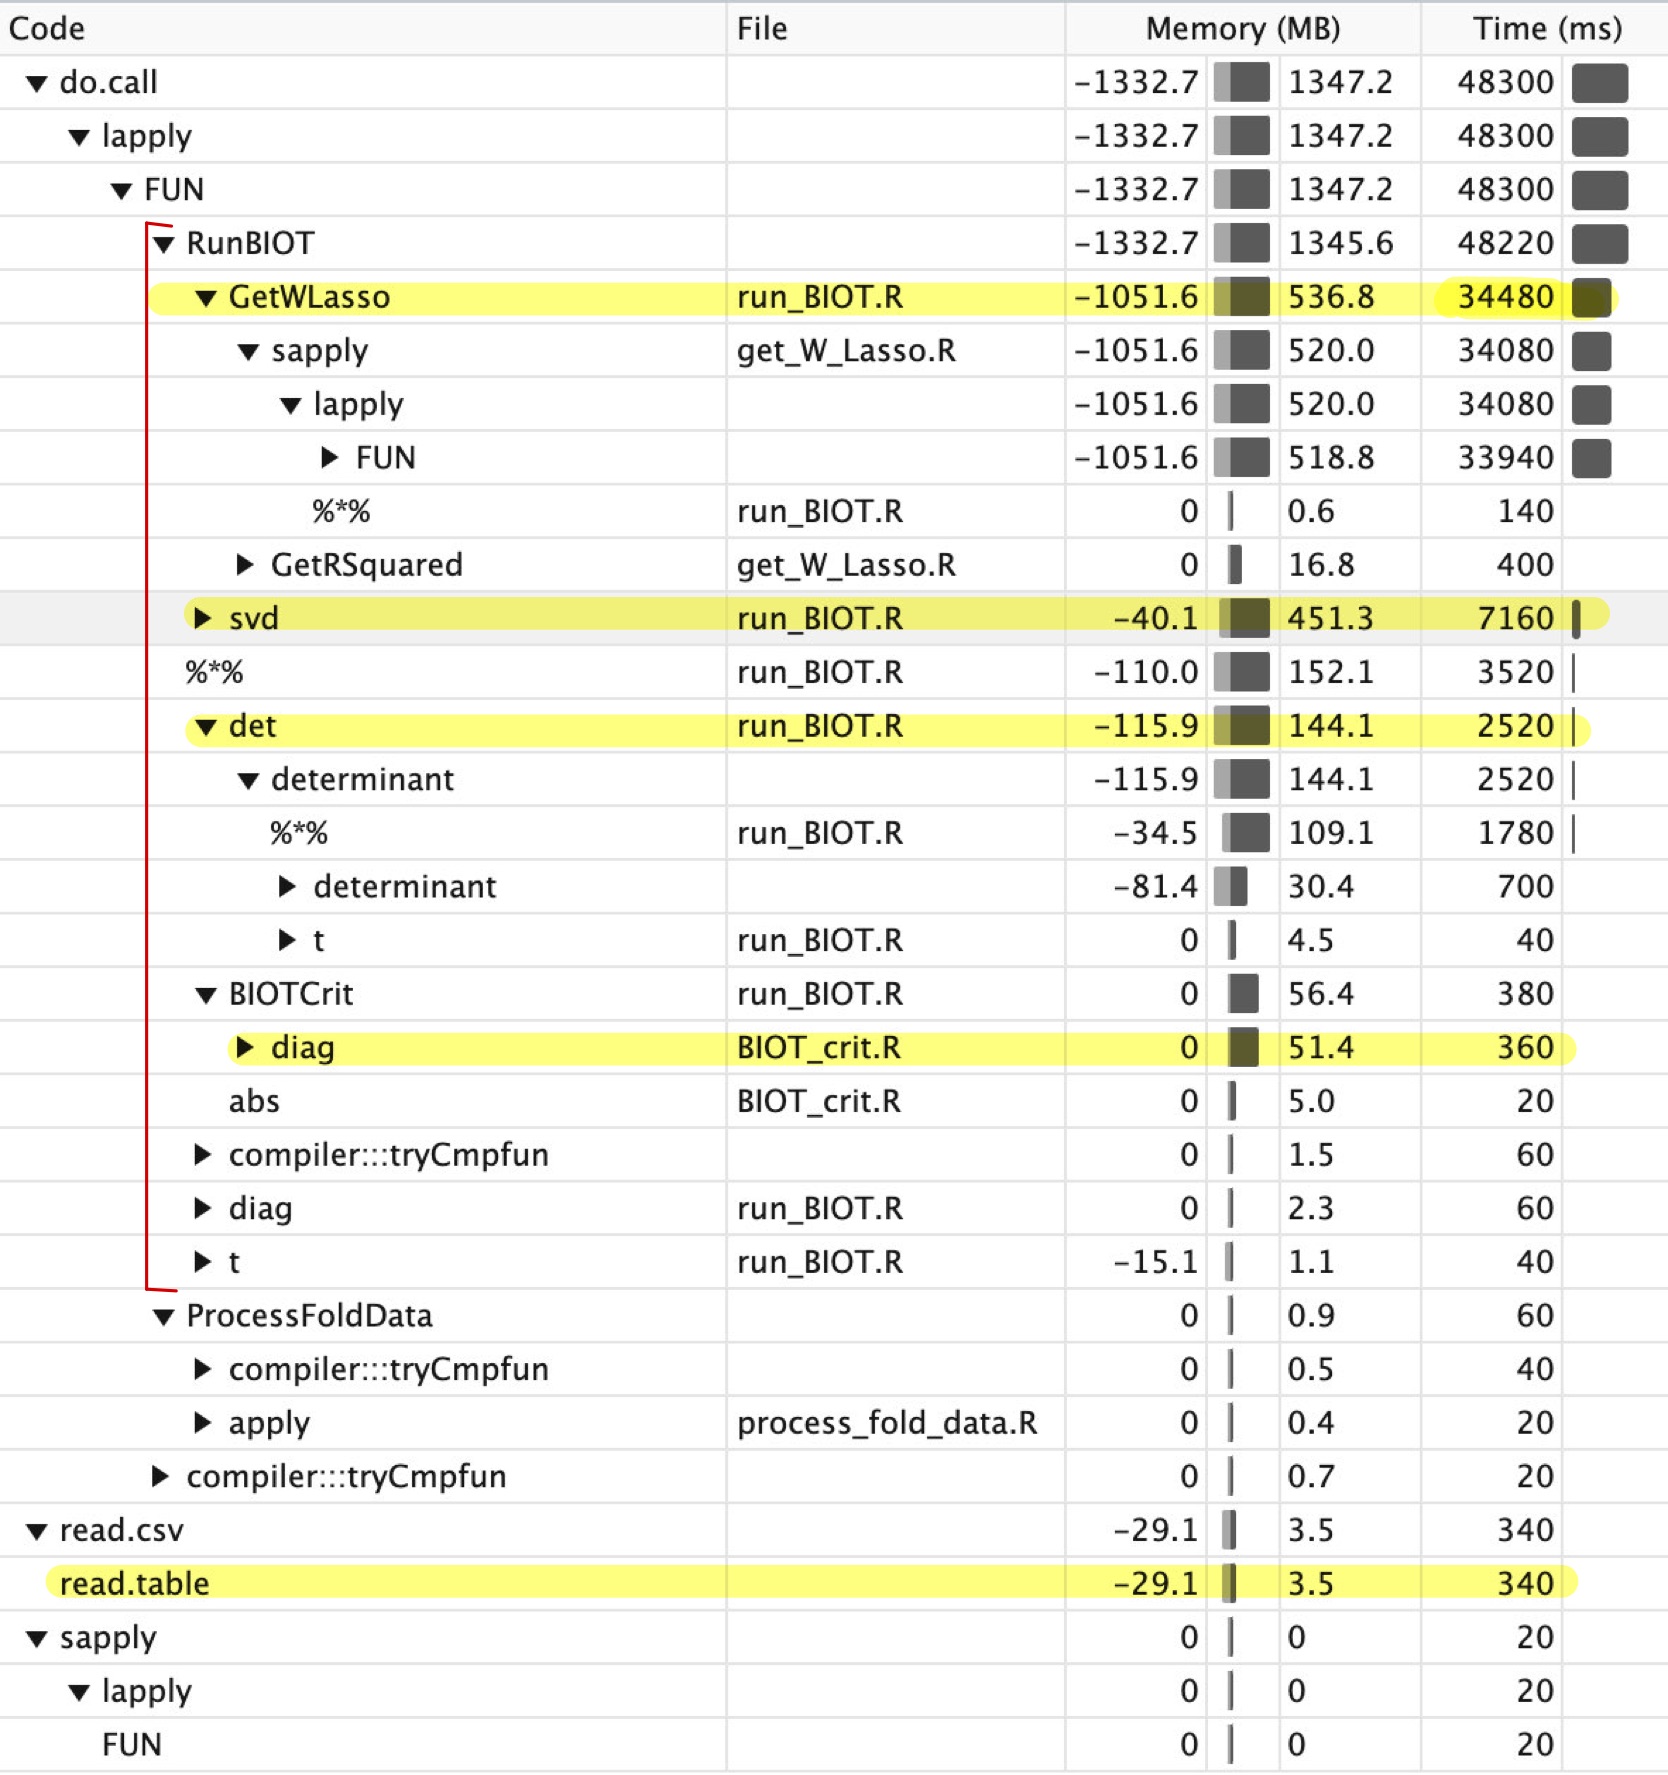 Code File Memory (MB) Time (ms)
▼ do.call −1332.7 1347.2 48300
▼ lapply −1332.7 1347.2 48300
▼ FUN −1332.7 1347.2 48300
▼ RunBIOT −1332.7 1345.6 48220
▼ GetWLasso run_BIOT.R −1051.6 536.8 34480
▼ sapply get_W_Lasso.R −1051.6 520.0 34080
▼ lapply −1051.6 520.0 34080
▶ FUN −1051.6 518.8 33940
%*% run_BIOT.R 0 0.6 140
▶ GetRSquared get_W_Lasso.R 0 16.8 400
▶ svd run_BIOT.R −40.1 451.3 7160
%*% run_BIOT.R −110.0 152.1 3520
▼ det run_BIOT.R −115.9 144.1 2520
▼ determinant −115.9 144.1 2520
%*% run_BIOT.R −34.5 109.1 1780
▶ determinant −81.4 30.4 700
▶ t run_BIOT.R 0 4.5 40
▼ BIOTCrit run_BIOT.R 0 56.4 380
▶ diag BIOT_crit.R 0 51.4 360
abs BIOT_crit.R 0 5.0 20
▶ compiler:::tryCmpfun 0 1.5 60
▶ diag run_BIOT.R 0 2.3 60
▶ t run_BIOT.R −15.1 1.1 40
▼ ProcessFoldData 0 0.9 60
▶ compiler:::tryCmpfun 0 0.5 40
▶ apply process_fold_data.R 0 0.4 20
▶ compiler:::tryCmpfun 0 0.7 20
▼ read.csv −29.1 3.5 340
read.table −29.1 3.5 340
▼ sapply 0 0 20
▼ lapply 0 0 20
FUN 0 0 20